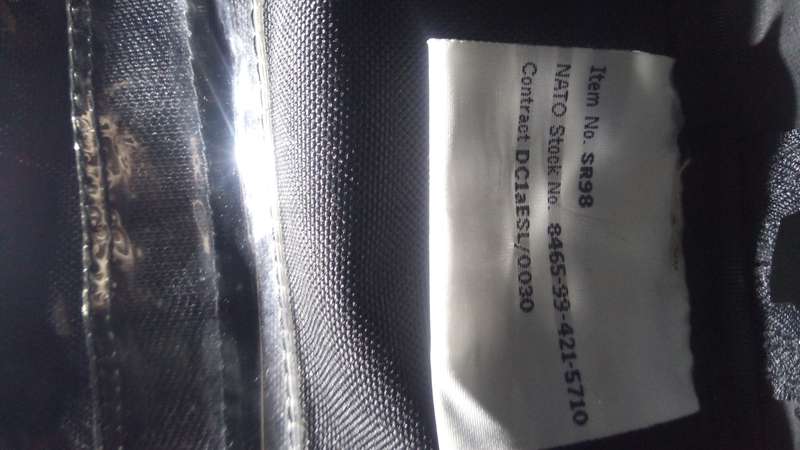 Item No. SR98
NATO Stock No. 8465-99-421-5710
Contract DC1aESL/0030